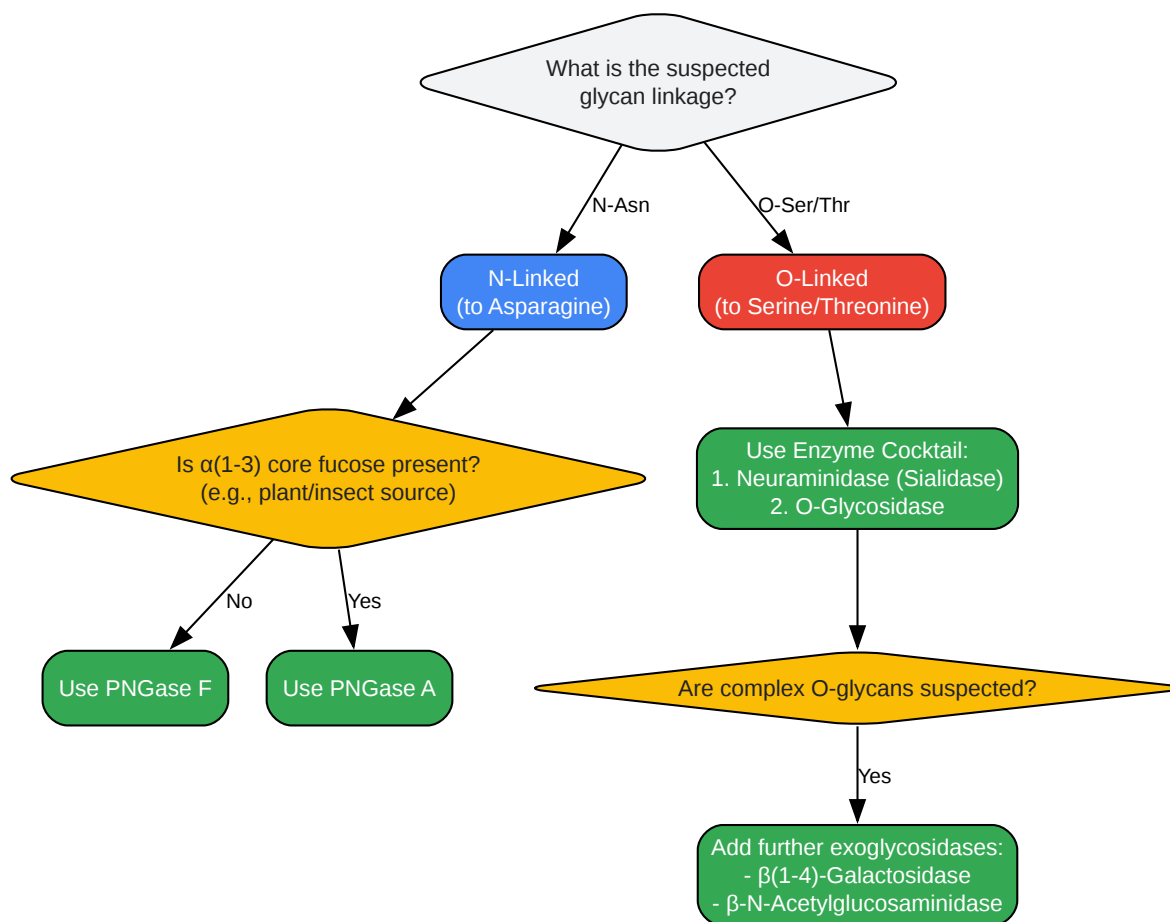 What is the suspected
glycan linkage?
N-Asn
O-Ser/Thr
N-Linked
(to Asparagine)
O-Linked
(to Serine/Threonine)
Is α(1-3) core fucose present?
(e.g., plant/insect source)
Use Enzyme Cocktail:
1. Neuraminidase (Sialidase)
2. O-Glycosidase
No
Yes
Use PNGase F
Use PNGase A
Are complex O-glycans suspected?
Yes
Add further exoglycosidases:
- β(1-4)-Galactosidase
- β-N-Acetylglucosaminidase